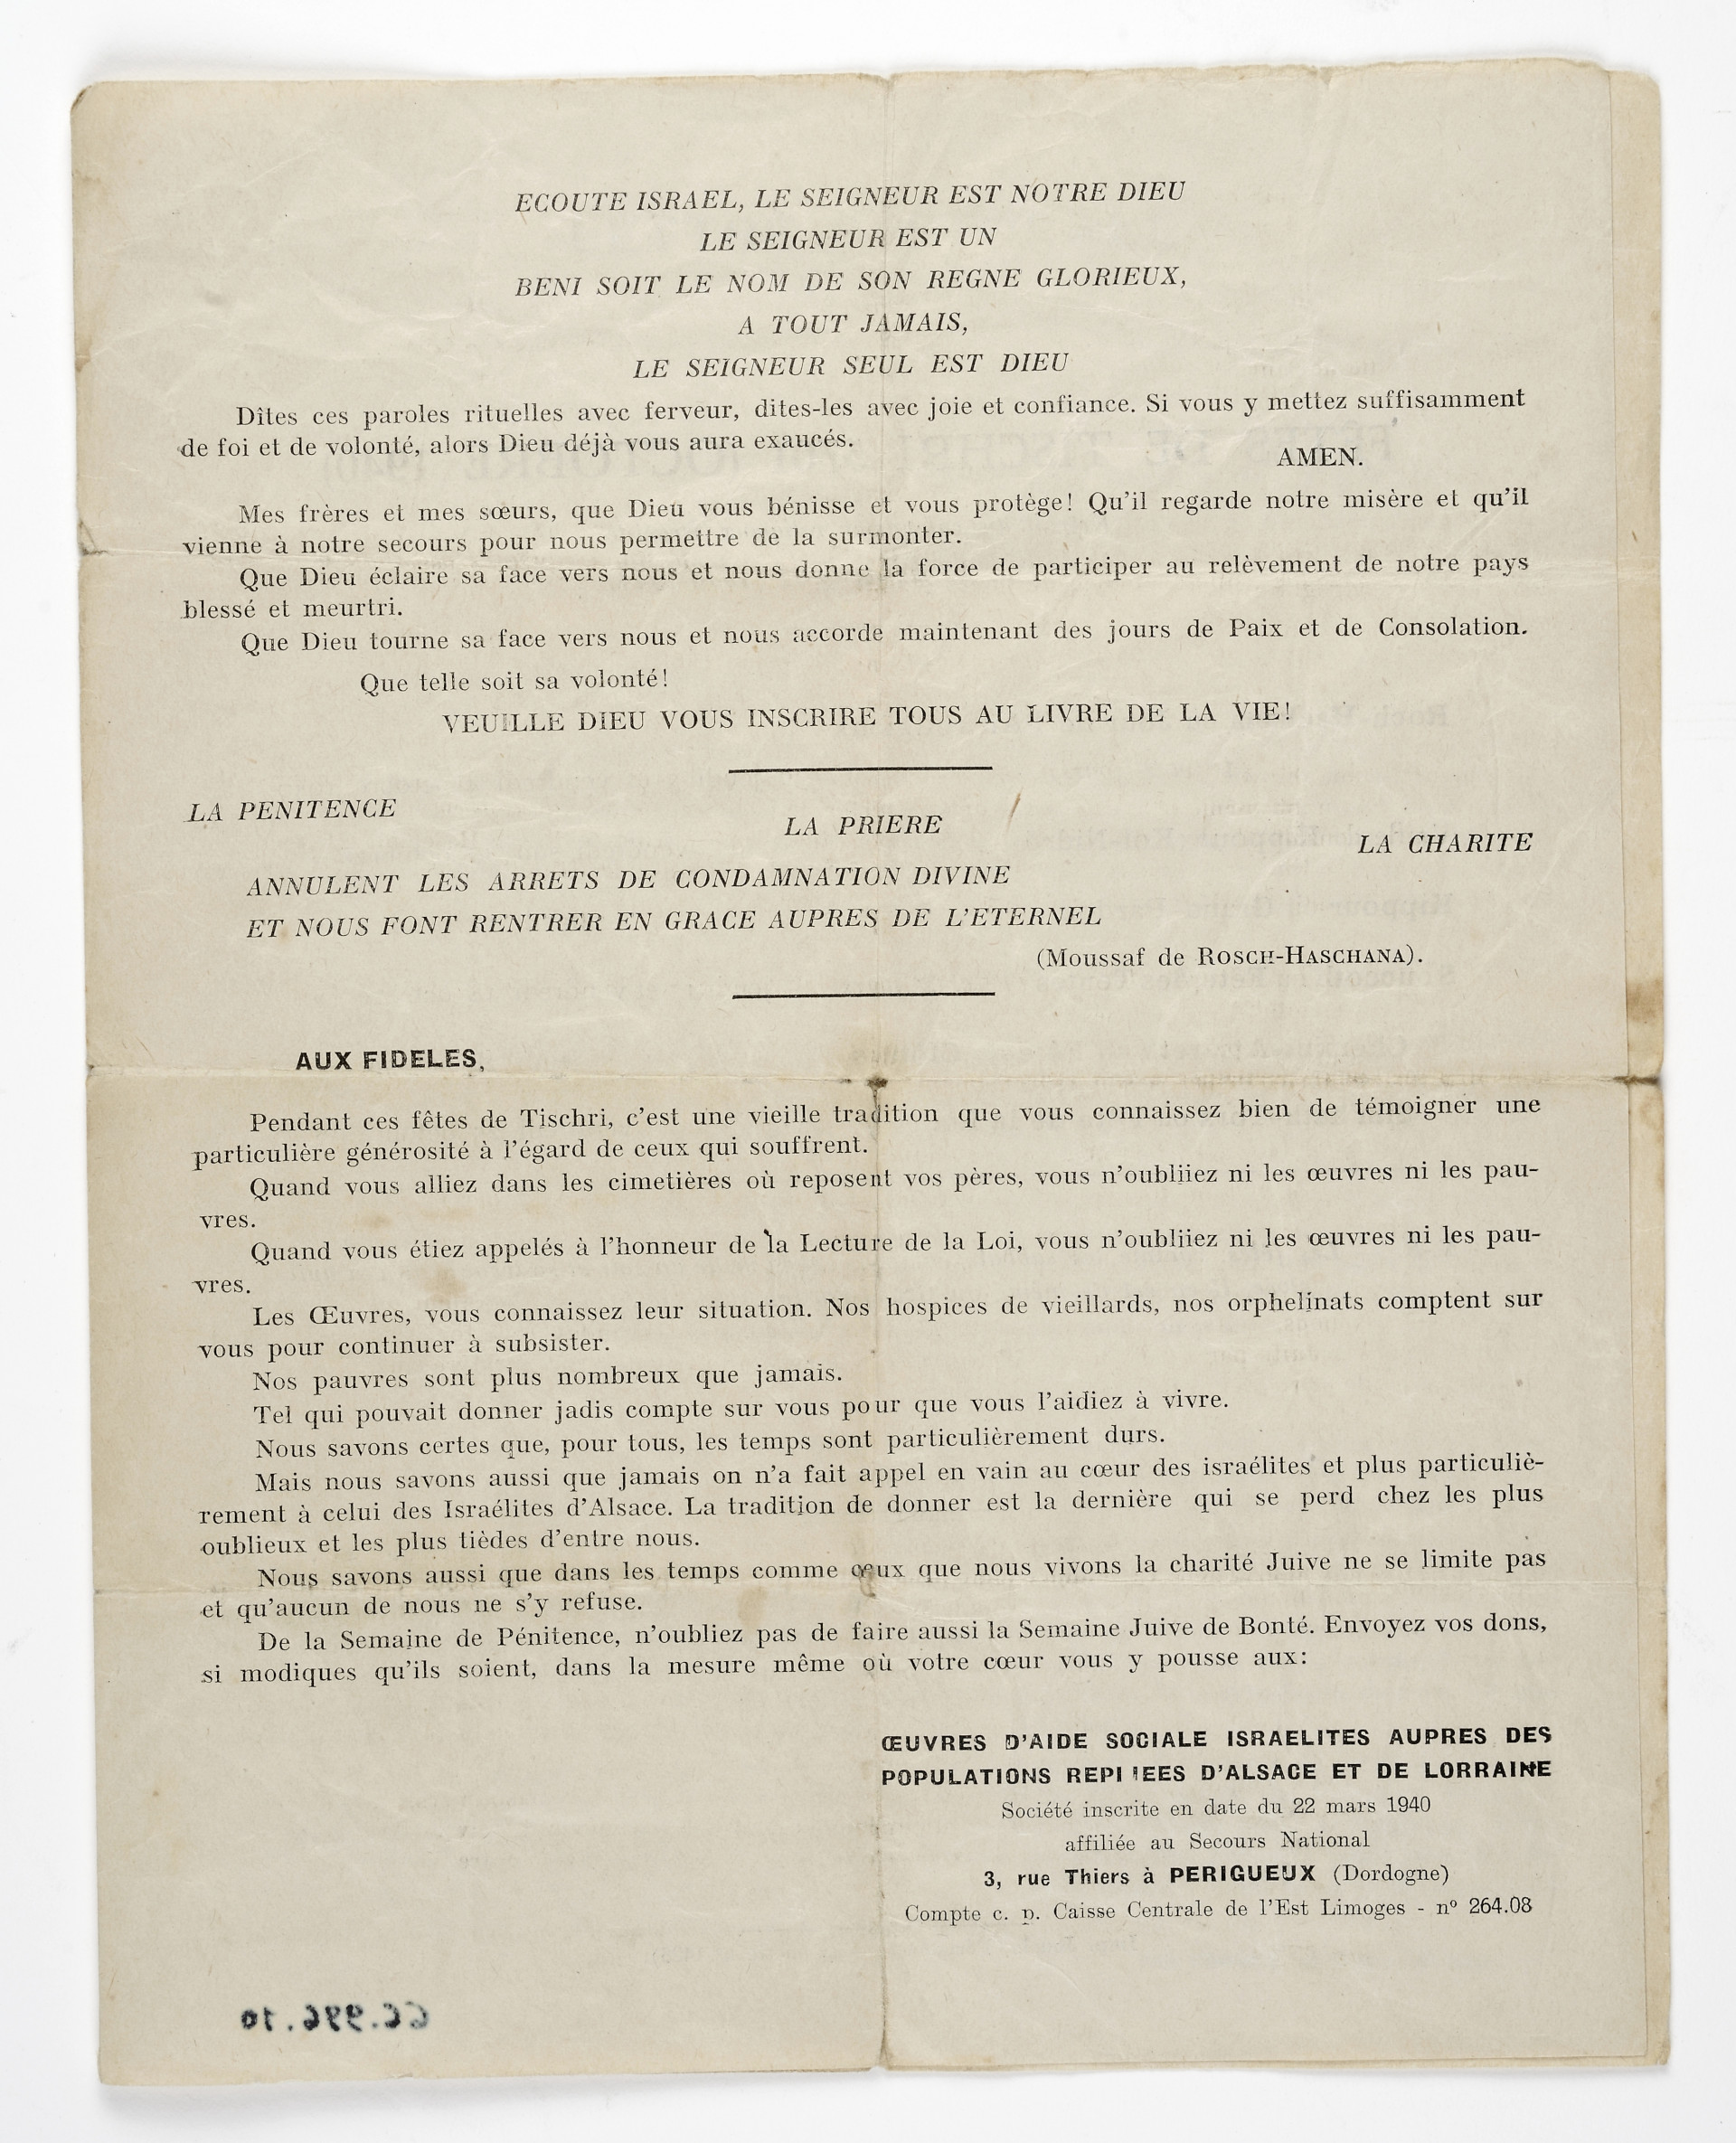 ECOUTE ISRAEL, LE SEIGNEUR EST NOTRE DIEU
LE SEIGNEUR EST UN
BENI SOIT LE NOM DE SON REGNE GLORIEUX,
A TOUT JAMAIS,
LE SEIGNEUR SEUL EST DIEU
Dîtes ces paroles rituelles avec ferveur, dites-les avec joie et confiance. Si vous y mettez suffisamment
de foi et de volonté, alors Dieu déjà vous aura exaucés.
AMEN.
Mes frères et mes sœurs, que Dieu vous bénisse et vous protège! Qu'il regarde notre misère et qu'il
vienne à notre secours pour nous permettre de la surmonter.
Que Dieu éclaire sa face vers nous et nous donne la force de participer au relèvement de notre pays
blessé et meurtri.
Que Dieu tourne sa face vers nous et nous accorde maintenant des jours de Paix et de Consolation.
Que telle soit sa volonté!
VEUILLE DIEU VOUS INSCRIRE TOUS AU LIVRE DE LA VIE!
LA PENITENCE
LA PRIERE
LA CHARITE
ANNULENT LES ARRETS DE CONDAMNATION DIVINE
ET NOUS FONT RENTRER EN GRACE AUPRES DE L'ETERNEL
(Moussaf de ROSCH-HASCHANA).
AUX FIDELES,
Pendant ces fêtes de Tischri, c'est une vieille tradition que vous connaissez bien de témoigner une
particulière générosité à l'égard de ceux qui souffrent.
Quand vous alliez dans les cimetières où reposent vos pères, vous n'oubliiez ni les œuvres ni les pau-
vres.
Quand vous étiez appelés à l'honneur de la Lecture de la Loi, vous n'oubliiez ni les œuvres ni les pau-
vres.
Les Œuvres, vous connaissez leur situation. Nos hospices de vieillards, nos orphelinats comptent sur
vous pour continuer à subsister.
Nos pauvres sont plus nombreux que jamais.
Tel qui pouvait donner jadis compte sur vous pour que vous l'aidiez à vivre.
Nous savons certes que, pour tous, les temps sont particulièrement durs.
Mais nous savons aussi que jamais on n'a fait appel en vain au cœur des israélites et plus particuliè-
rement à celui des Israélites d'Alsace. La tradition de donner est la dernière qui se perd chez les plus
oublieux et les plus tièdes d'entre nous.
Nous savons aussi que dans les temps comme ceux que nous vivons la charité Juive ne se limite pas
et qu'aucun de nous ne s'y refuse.
De la Semaine de Pénitence, n'oubliez pas de faire aussi la Semaine Juive de Bonté. Envoyez vos dons,
si modiques qu'ils soient, dans la mesure même où votre cœur vous y pousse aux:
ŒUVRES D'AIDE SOCIALE ISRAELITES AUPRES DES
POPULATIONS REPLIEES D'ALSACE ET DE LORRAINE
Société inscrite en date du 22 mars 1940
affiliée au Secours National
3, rue Thiers à PERIGUEUX (Dordogne)
Compte c. p. Caisse Centrale de l'Est Limoges - nº 264.08